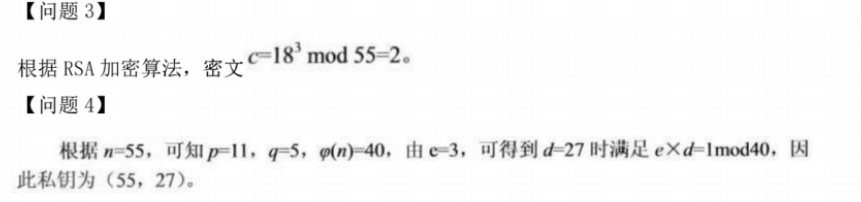 【问题 3】
根据 RSA 加密算法，密文 c=18³ mod 55=2。
【问题 4】
根据 n=55，可知 p=11，q=5，φ(n)=40，由 e=3，可得到 d=27 时满足 e×d=1mod40，因
此私钥为（55，27）。